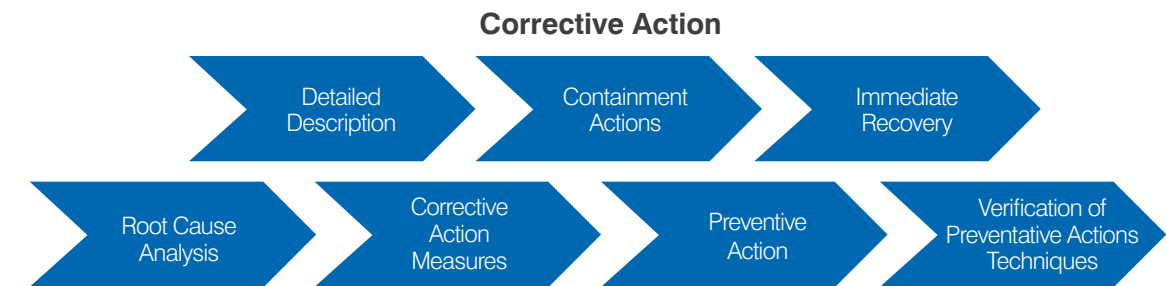 Corrective Action
Detailed
Description
Containment
Actions
Immediate
Recovery
Root Cause
Analysis
Corrective
Action
Measures
Preventive
Action
Verification of
Preventative Actions
Techniques